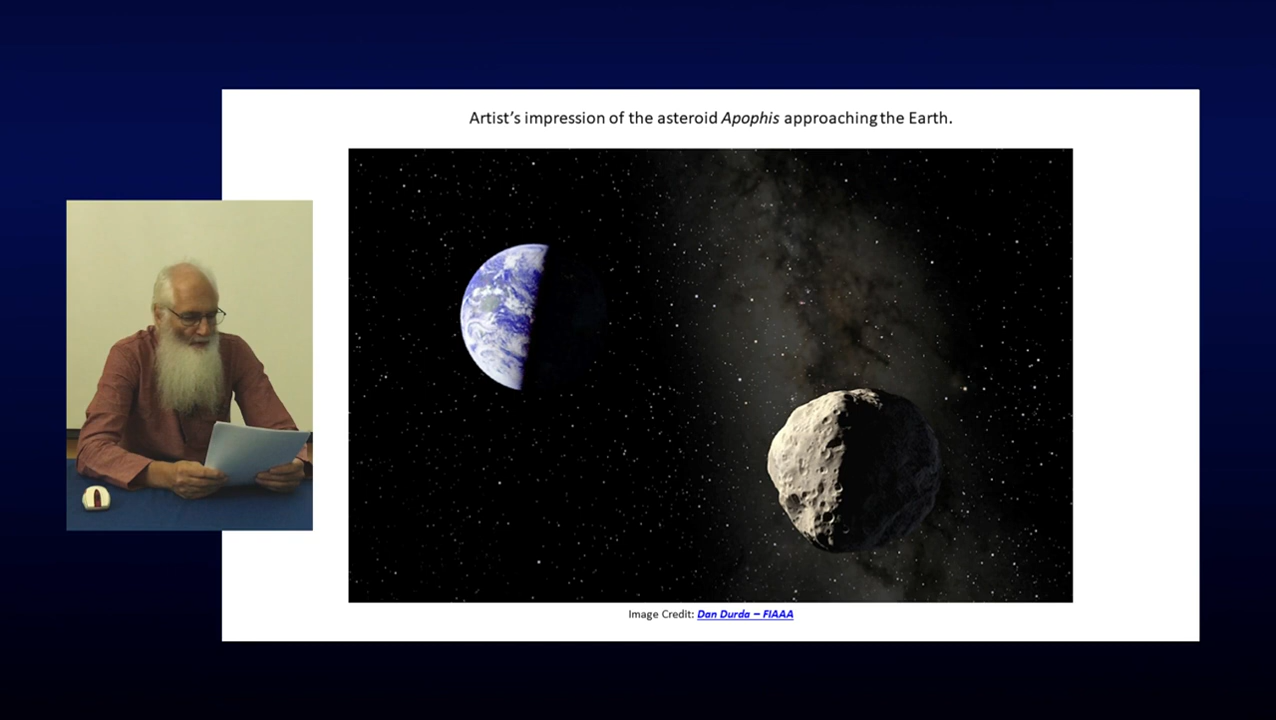 Artist's impression of the asteroid Apophis approaching the Earth.
Image Credit: Dan Durda – FIAAA